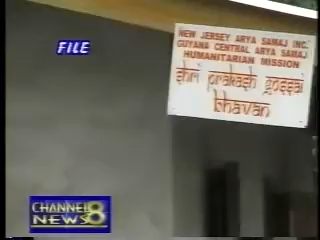 FILE
NEW JERSEY ARYA SAMAJ INC.
GUYANA CENTRAL ARYA SAMAJ
HUMANITARIAN MISSION
shri prakash gossai
bhavan
CHANNEL 8
NEWS